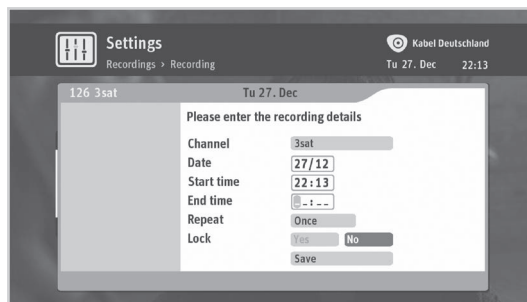 Settings
Kabel Deutschland
Recordings > Recording
Tu 27. Dec 22:13
126 3sat
Tu 27. Dec
Please enter the recording details
Channel 3sat
Date 27/12
Start time 22:13
End time _:__
Repeat Once
Lock Yes No
Save